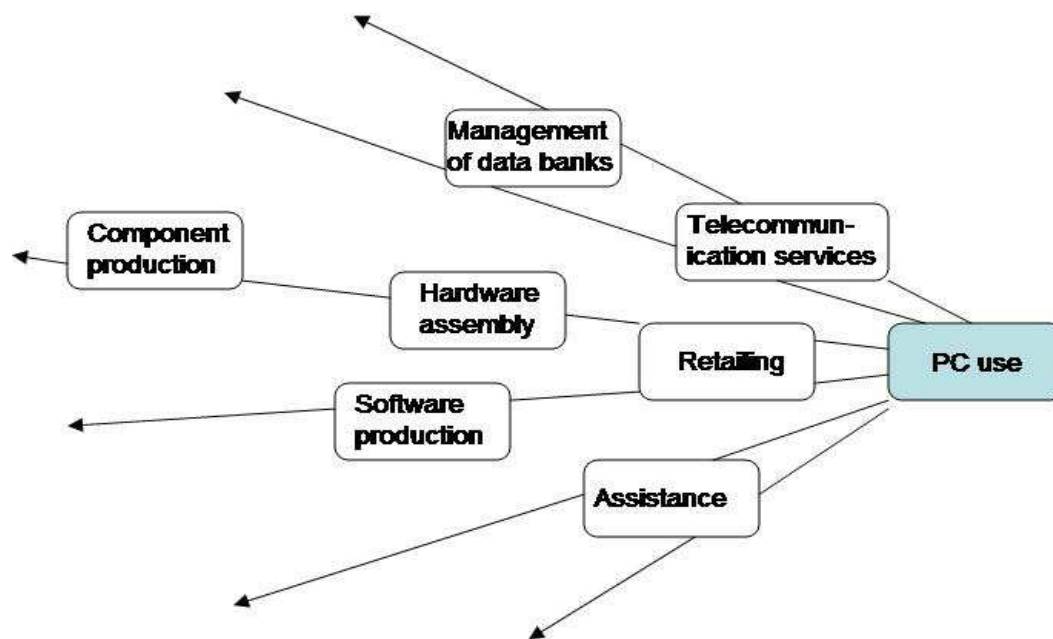 Management
of data banks
Telecommun-
ication services
Component
production
Hardware
assembly
Retailing
PC use
Software
production
Assistance